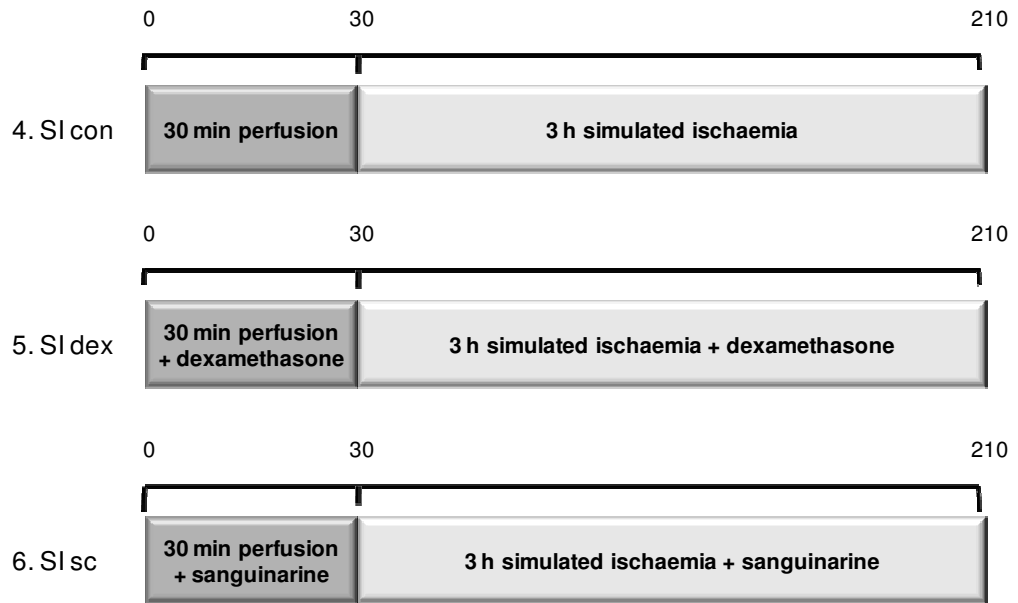 0 30 210
4. SI con 30 min perfusion 3 h simulated ischaemia
0 30 210
5. SI dex 30 min perfusion
+ dexamethasone 3 h simulated ischaemia + dexamethasone
0 30 210
6. SI sc 30 min perfusion
+ sanguinarine 3 h simulated ischaemia + sanguinarine